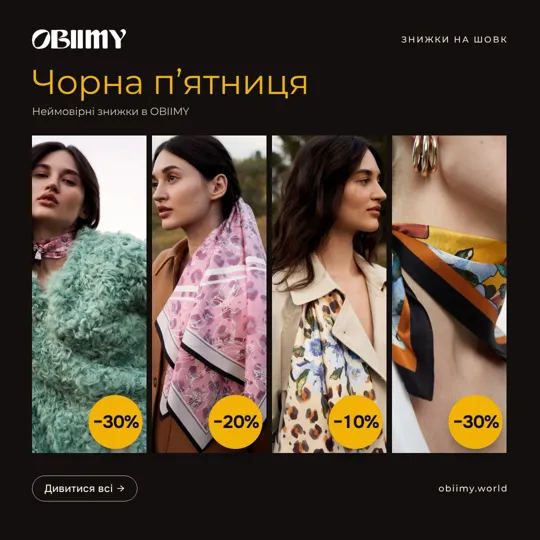 OBIIMY
ЗНИЖКИ НА ШОВК
Чорна п’ятниця
Неймовірні знижки в OBIIMY
−30%
−20%
−10%
−30%
Дивитися всі →
obiimy.world